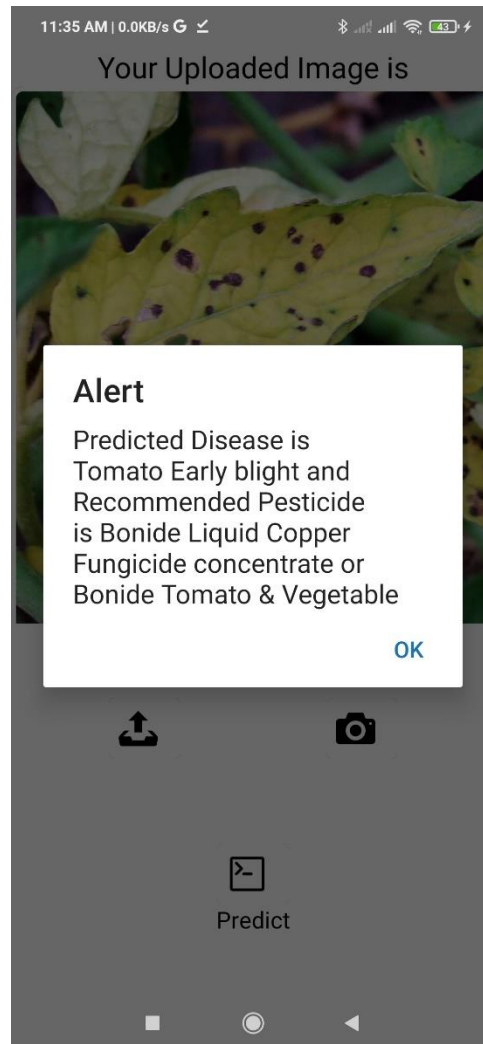 11:35 AM | 0.0KB/s G
43
Your Uploaded Image is
Alert
Predicted Disease is
Tomato Early blight and
Recommended Pesticide
is Bonide Liquid Copper
Fungicide concentrate or
Bonide Tomato & Vegetable
OK
Predict